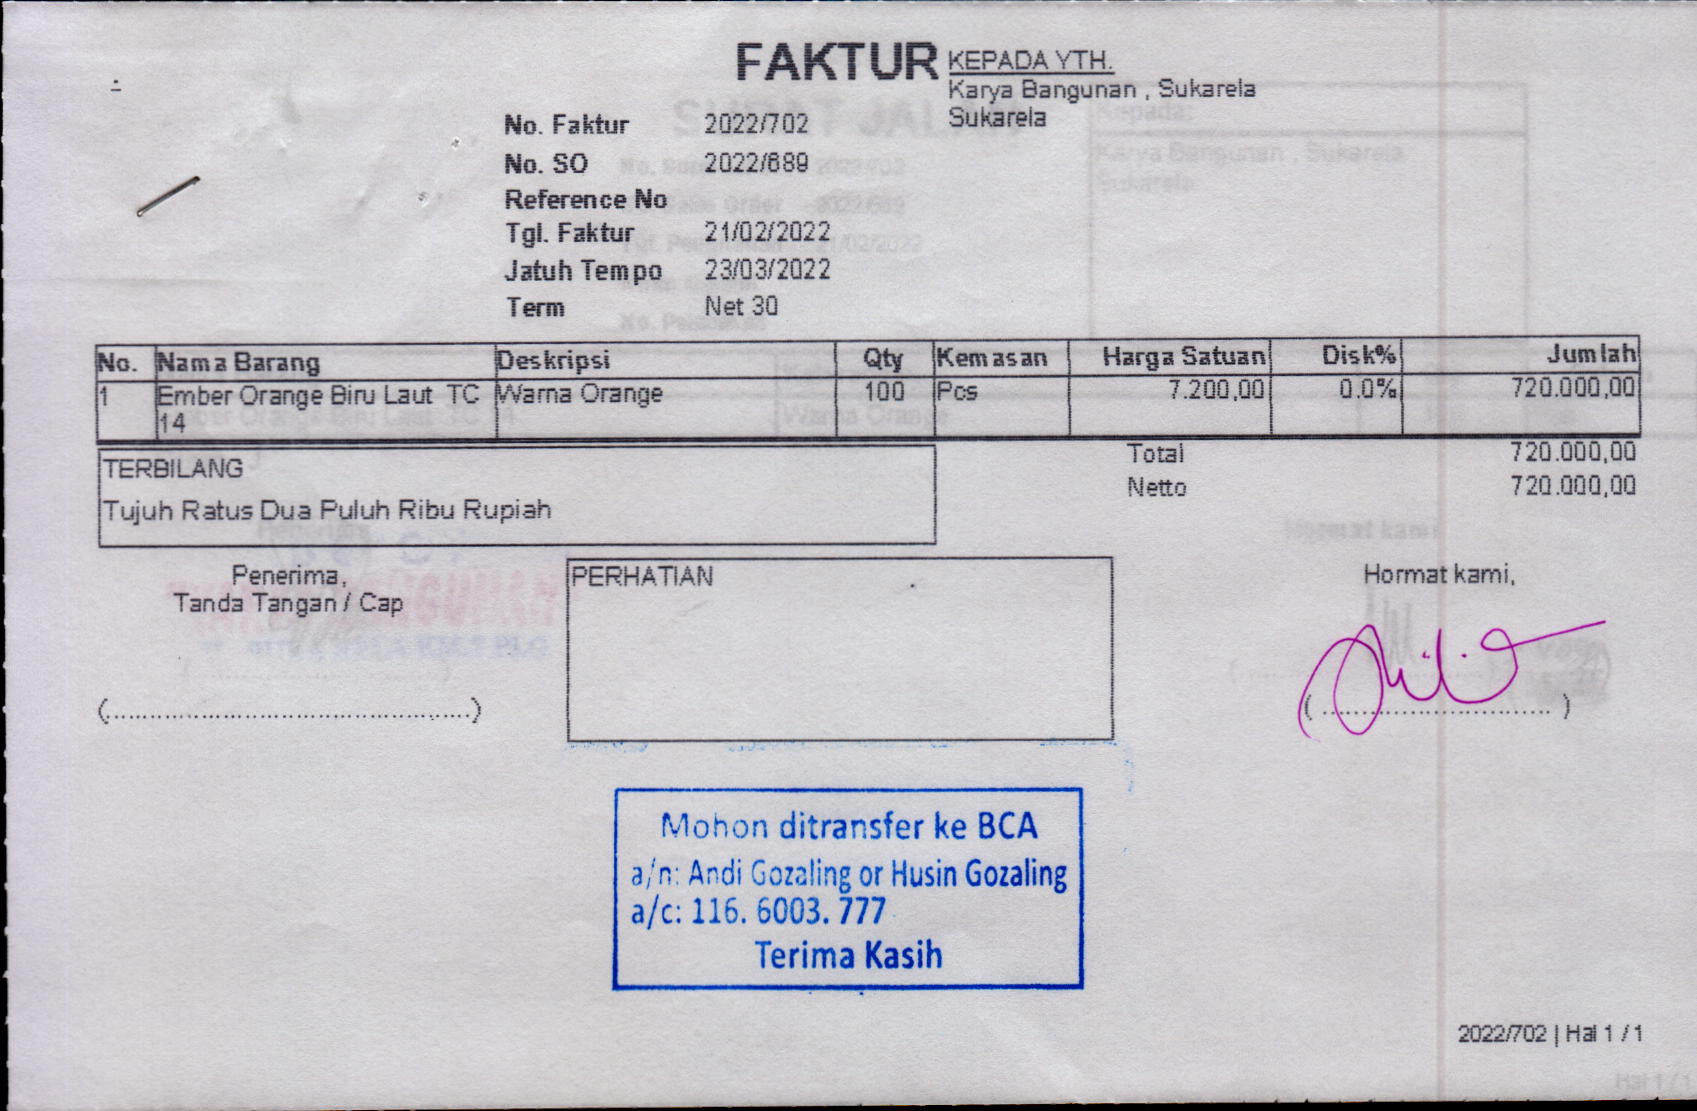 FAKTUR
KEPADA YTH.
Karya Bangunan , Sukarela
Sukarela
No. Faktur 2022/702
No. SO 2022/689
Reference No
Tgl. Faktur 21/02/2022
Jatuh Tempo 23/03/2022
Term Net 30
No. Nama Barang Deskripsi Qty Kemasan Harga Satuan Disk% Jumlah
1 Ember Orange Biru Laut TC Warna Orange 100 Pcs 7.200,00 0.0% 720.000,00
14
Total 720.000,00
Netto 720.000,00
TERBILANG
Tujuh Ratus Dua Puluh Ribu Rupiah
Penerima,
Tanda Tangan / Cap
(....................................................)
PERHATIAN
Hormat kami,
(................................)
Mohon ditransfer ke BCA
a/n: Andi Gozaling or Husin Gozaling
a/c: 116. 6003. 777
Terima Kasih
2022/702 | Hal 1 / 1